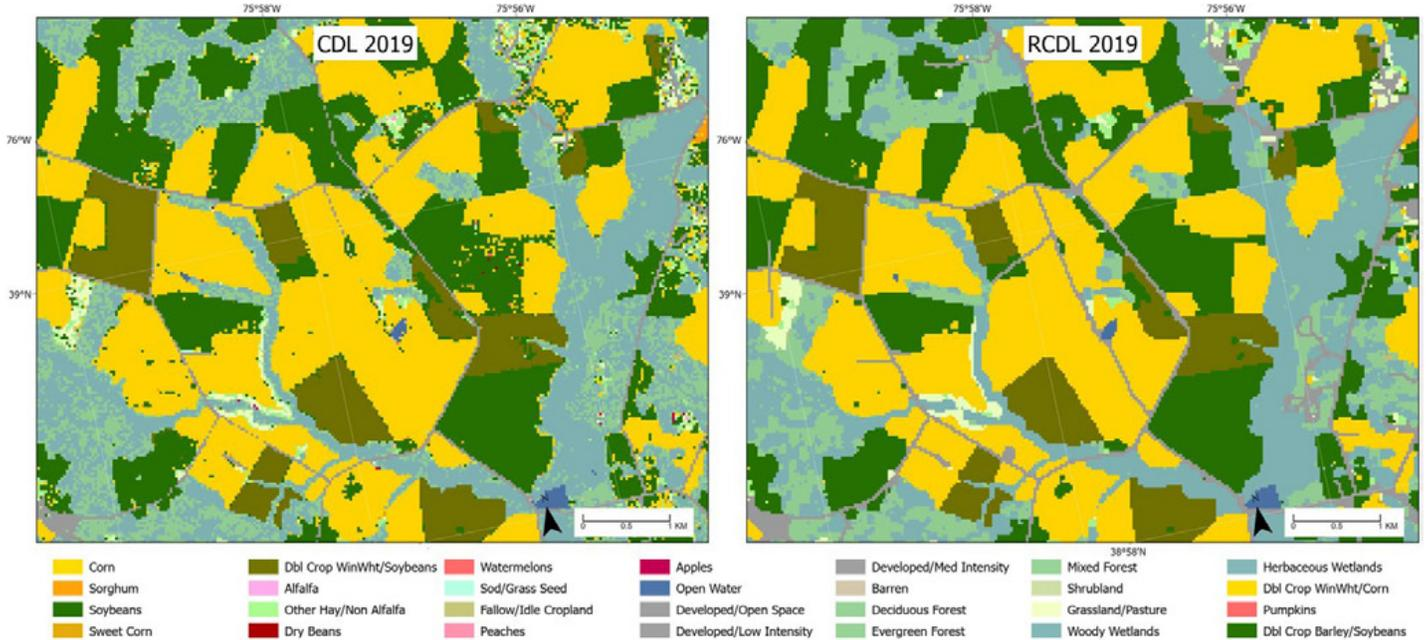 75°58'W 75°56'W 75°58'W 75°56'W
CDL 2019 RCDL 2019
76°W 76°W
39°N 39°N
N N
0 0.5 1 KM 0 0.5 1 KM
38°58'N
Corn Dbl Crop WinWht/Soybeans Watermelons Apples Developed/Med Intensity Mixed Forest Herbaceous Wetlands
Sorghum Alfalfa Sod/Grass Seed Open Water Barren Shrubland Dbl Crop WinWht/Corn
Soybeans Other Hay/Non Alfalfa Fallow/Idle Cropland Developed/Open Space Deciduous Forest Grassland/Pasture Pumpkins
Sweet Corn Dry Beans Peaches Developed/Low Intensity Evergreen Forest Woody Wetlands Dbl Crop Barley/Soybeans